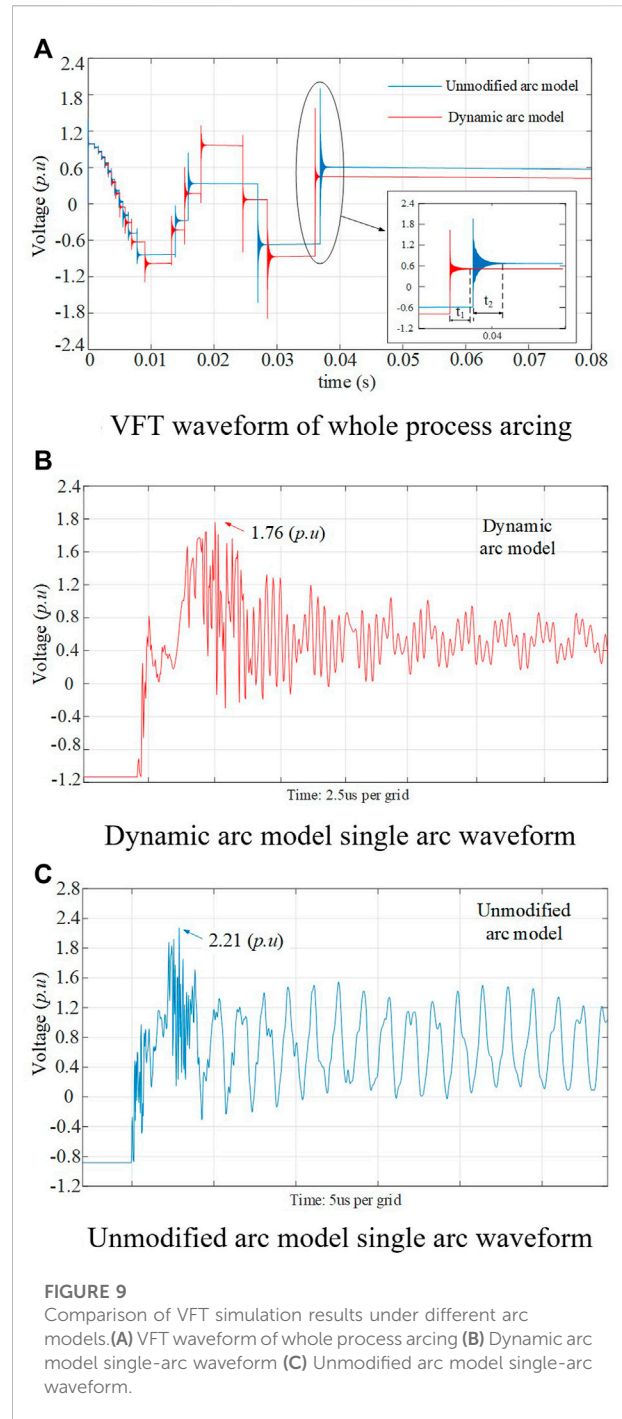 A
2.4
1.8
1.2
0.6
0
-0.6
-1.2
-1.8
-2.4
Voltage (p.u)
Unmodified arc model
Dynamic arc model
2.4
1.8
1.2
0.6
0
-0.6
-1.2
t1
t2
0.04
0 0.01 0.02 0.03 0.04 0.05 0.06 0.07 0.08
time (s)
VFT waveform of whole process arcing
B
2.4
1.8
1.6
1.2
0.8
0.4
0
-0.4
-0.8
-1.2
Voltage (p.u)
1.76 (p.u)
Dynamic
arc model
Time: 2.5us per grid
Dynamic arc model single arc waveform
C
2.8
2.4
1.8
1.6
1.2
0.8
0.4
0
-0.4
-0.8
-1.2
Voltage (p.u)
2.21 (p.u)
Unmodified
arc model
Time: 5us per grid
Unmodified arc model single arc waveform
FIGURE 9
Comparison of VFT simulation results under different arc
models.(A) VFT waveform of whole process arcing (B) Dynamic arc
model single-arc waveform (C) Unmodified arc model single-arc
waveform.